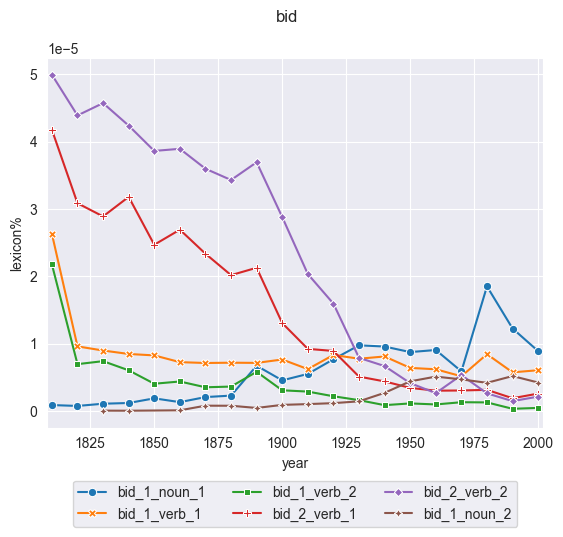 bid
1e−5
5
4
3
2
1
0
lexicon%
1825 1850 1875 1900 1925 1950 1975 2000
year
bid_1_noun_1 bid_1_verb_2 bid_2_verb_2
bid_1_verb_1 bid_2_verb_1 bid_1_noun_2